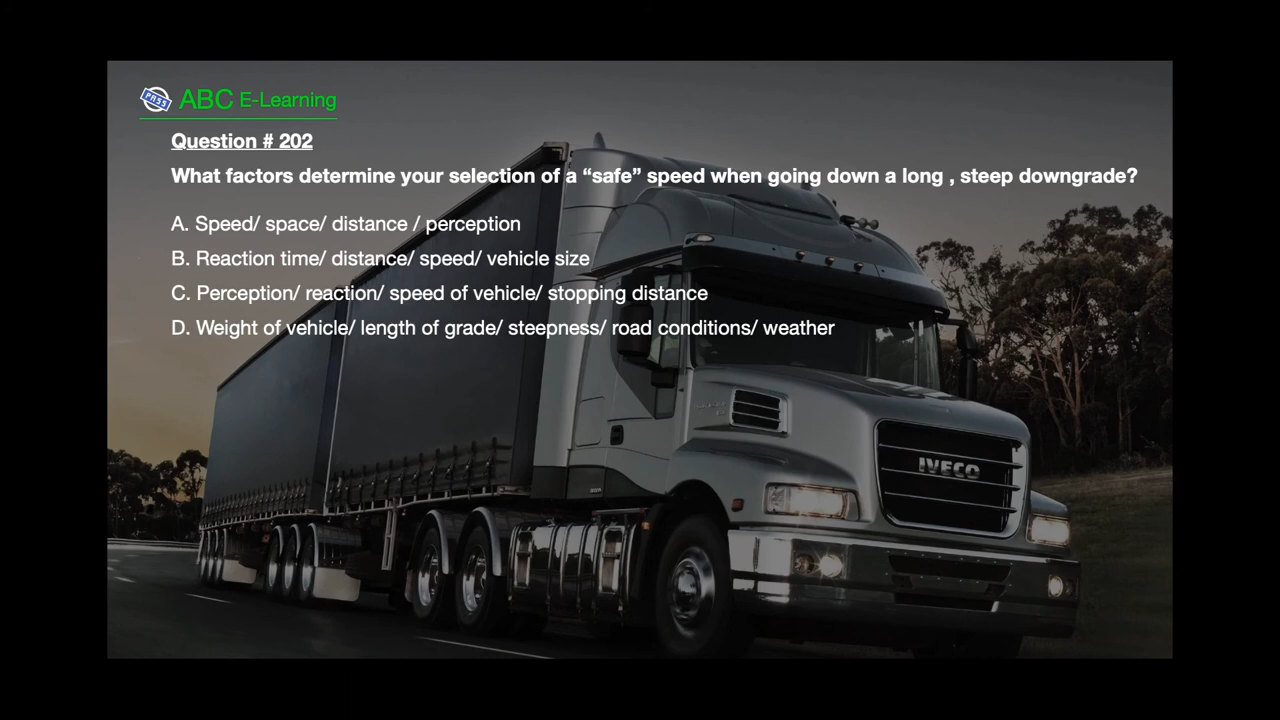 PASS ABC E-Learning
Question # 202
What factors determine your selection of a “safe” speed when going down a long , steep downgrade?
A. Speed/ space/ distance / perception
B. Reaction time/ distance/ speed/ vehicle size
C. Perception/ reaction/ speed of vehicle/ stopping distance
D. Weight of vehicle/ length of grade/ steepness/ road conditions/ weather
IVECO